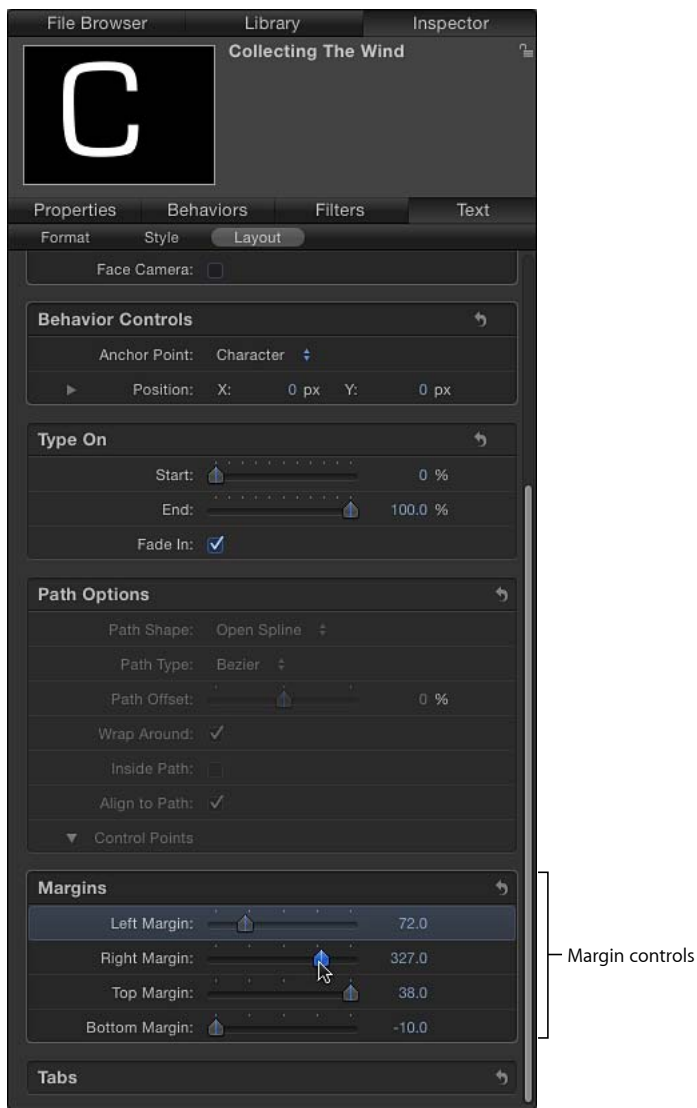 File Browser Library Inspector
C
Collecting The Wind
Properties Behaviors Filters Text
Format Style Layout
Face Camera:
Behavior Controls
Anchor Point: Character
Position: X: 0 px Y: 0 px
Type On
Start: 0 %
End: 100.0 %
Fade In:
Path Options
Path Shape: Open Spline
Path Type: Bezier
Path Offset: 0 %
Wrap Around:
Inside Path:
Align to Path:
Control Points
Margins
Left Margin: 72.0
Right Margin: 327.0
Top Margin: 38.0
Bottom Margin: -10.0
Margin controls
Tabs